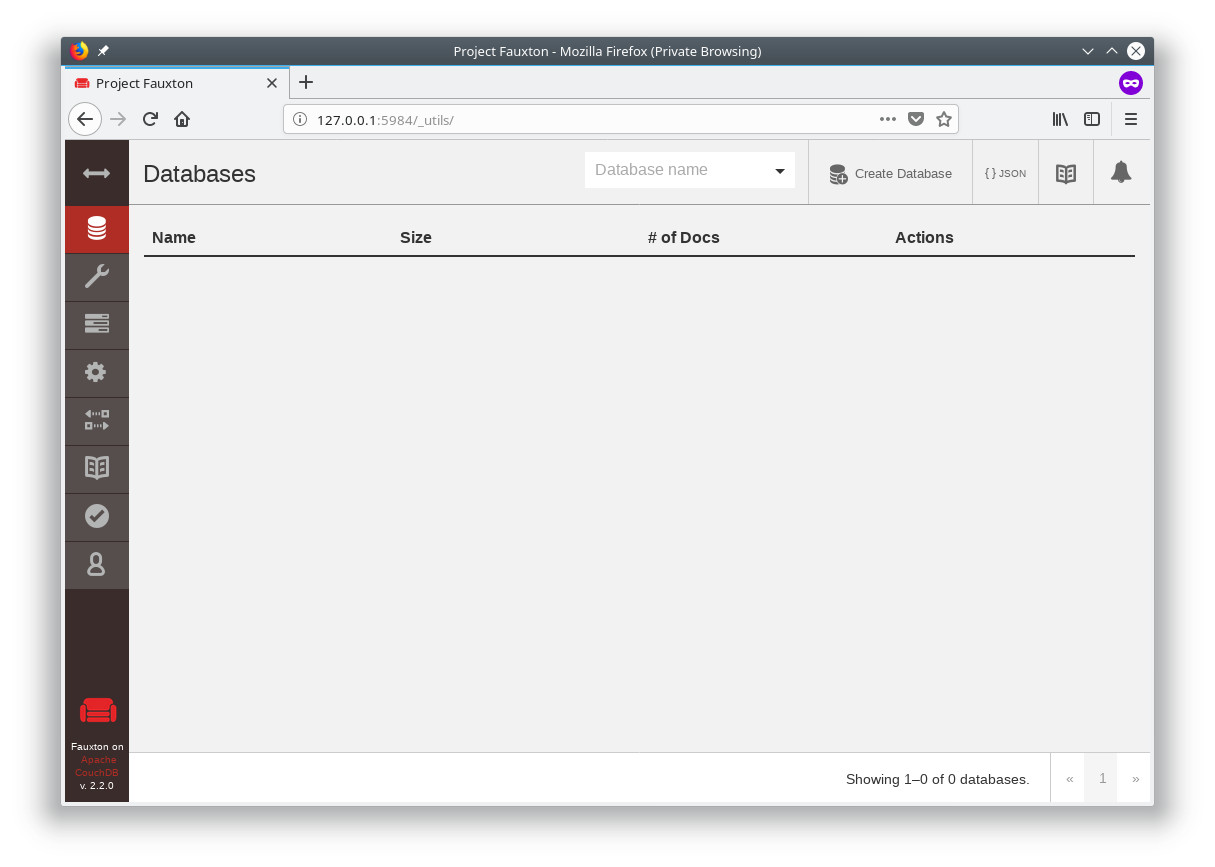 Project Fauxton - Mozilla Firefox (Private Browsing)
Project Fauxton
127.0.0.1:5984/_utils/
Databases
Database name
Create Database
{ } JSON
Name Size # of Docs Actions
Fauxton on
Apache
CouchDB
v. 2.2.0
Showing 1–0 of 0 databases.
« 1 »